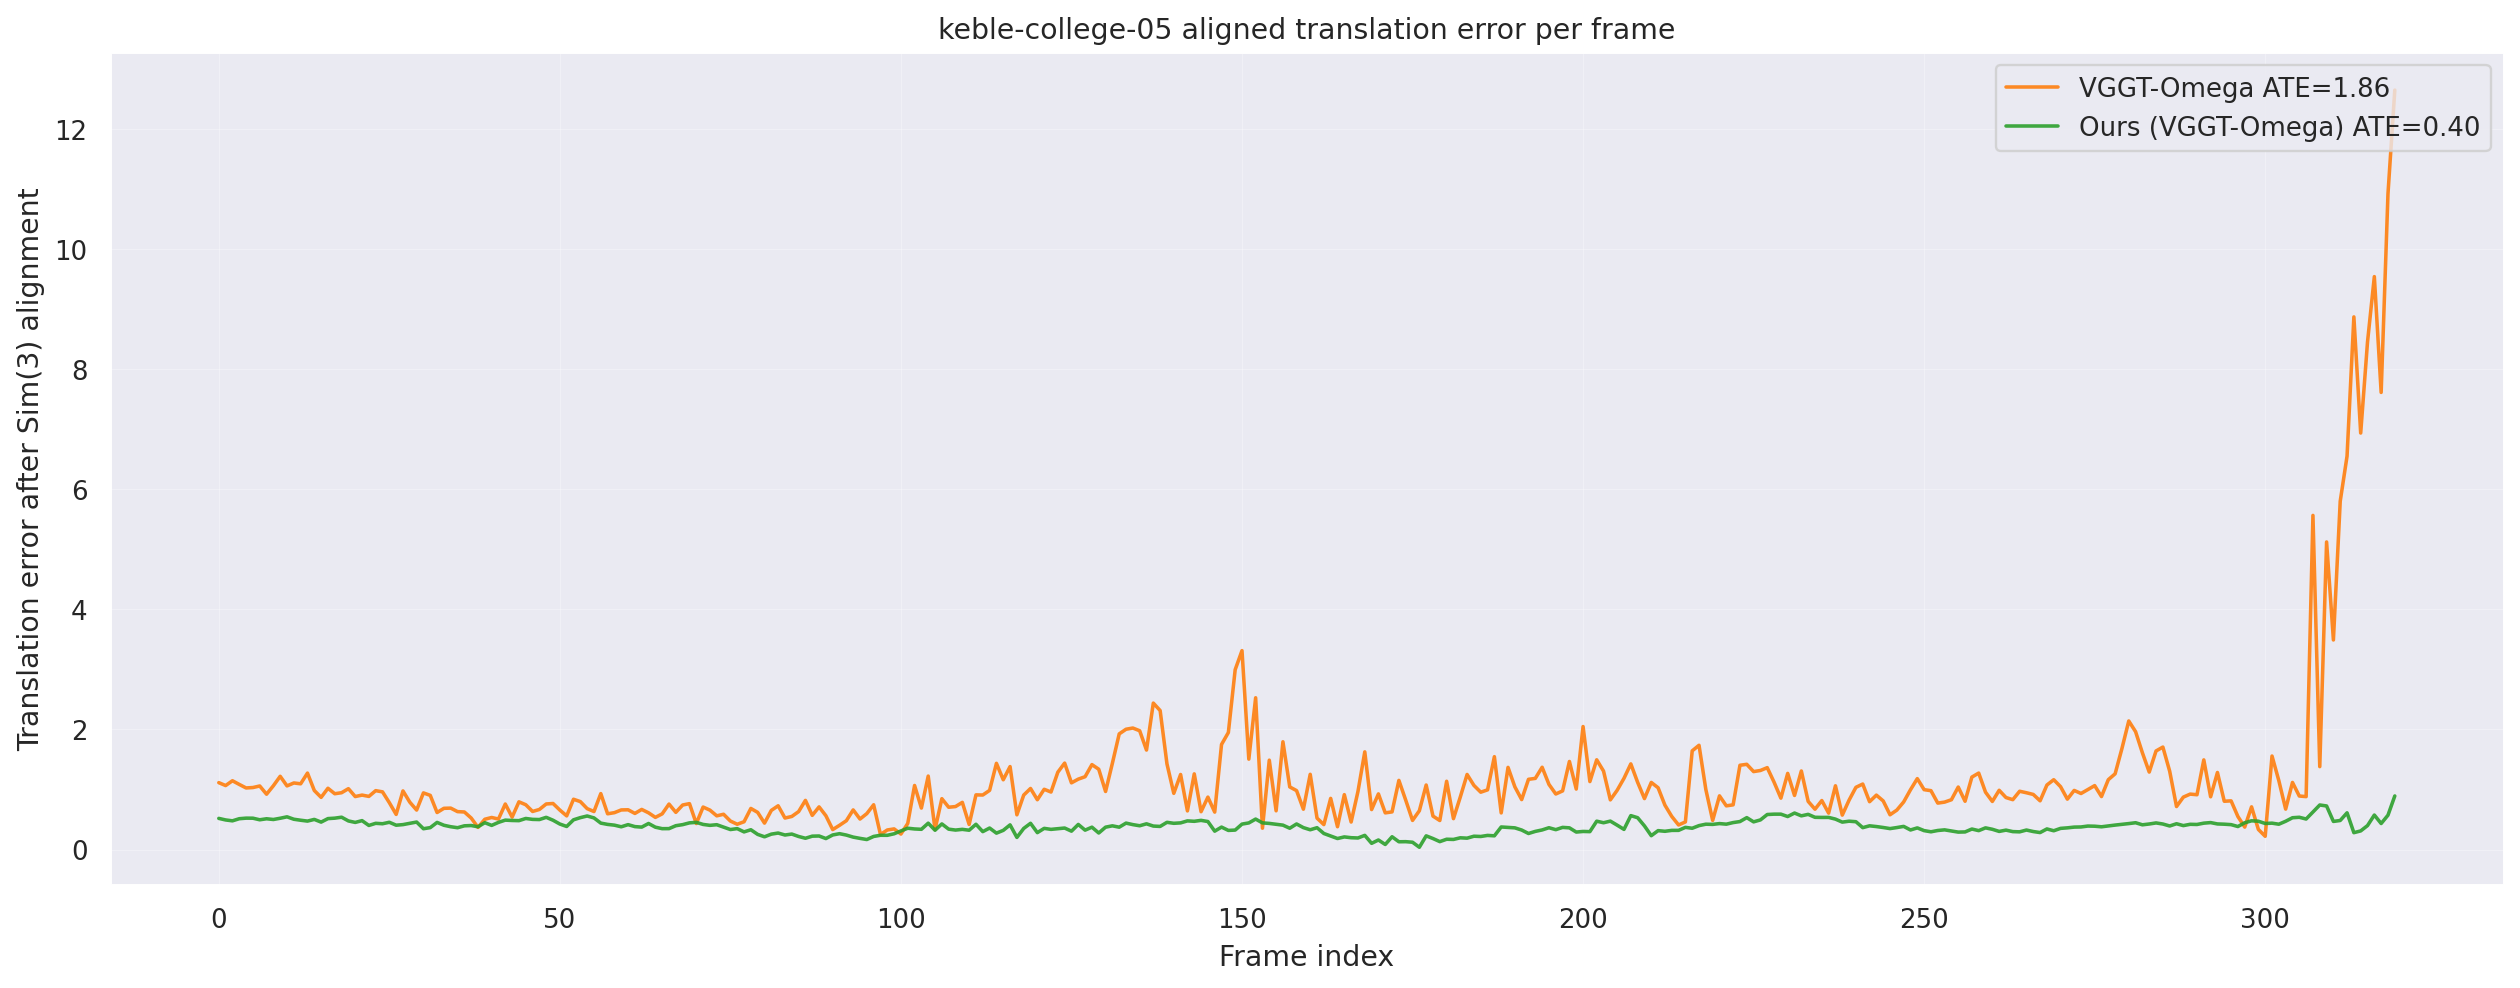 keble-college-05 aligned translation error per frame
VGGT-Omega ATE=1.86
Ours (VGGT-Omega) ATE=0.40
Translation error after Sim(3) alignment
12
10
8
6
4
2
0
0 50 100 150 200 250 300
Frame index